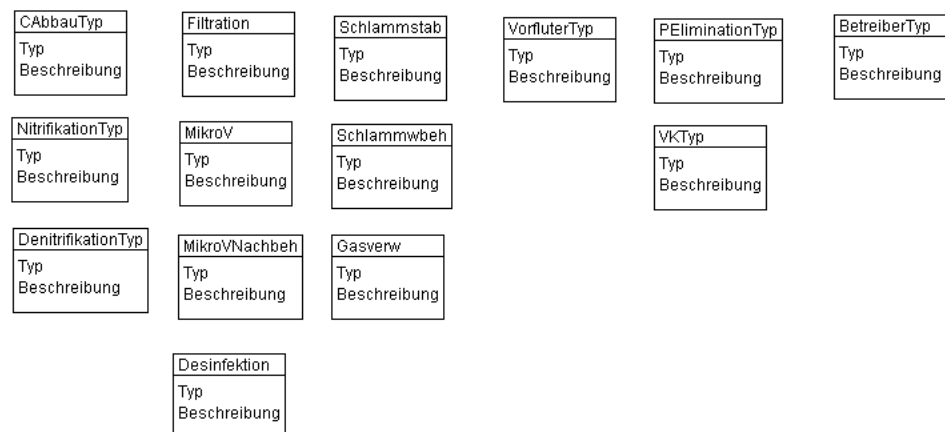 CAbbauTyp
Typ
Beschreibung
Filtration
Typ
Beschreibung
Schlammstab
Typ
Beschreibung
VorfluterTyp
Typ
Beschreibung
PEliminationTyp
Typ
Beschreibung
BetreiberTyp
Typ
Beschreibung
NitrifikationTyp
Typ
Beschreibung
MikroV
Typ
Beschreibung
Schlammwbeh
Typ
Beschreibung
VKTyp
Typ
Beschreibung
DenitrifikationTyp
Typ
Beschreibung
MikroVNachbeh
Typ
Beschreibung
Gasverw
Typ
Beschreibung
Desinfektion
Typ
Beschreibung